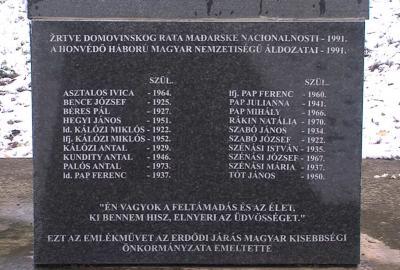 ŽRTVE DOMOVINSKOG RATA MAĐARSKE NACIONALNOSTI - 1991.
A HONVÉDŐ HÁBORÚ MAGYAR NEMZETISÉGŰ ÁLDOZATAI - 1991.
SZÜL.
ASZTALOS IVICA - 1964.
BENCE JÓZSEF - 1925.
BÉRES PÁL - 1927.
HEGYI JÁNOS - 1951.
id. KÁLÓZI MIKLÓS - 1922.
ifj. KÁLÓZI MIKLÓS - 1952.
KÁLÓZI ANTAL - 1929.
KUNDITY ANTAL - 1946.
PALÓS ANTAL - 1973.
id. PAP FERENC - 1937.
SZÜL.
ifj. PAP FERENC - 1960.
PAP JULIANNA - 1941.
PAP MIHÁLY - 1966.
RÁKIN NATÁLIA - 1970.
SZABÓ JÁNOS - 1934.
SZABÓ JÓZSEF - 1922.
SZÉNÁSI ISTVÁN - 1935.
SZÉNÁSI JÓZSEF - 1967.
SZÉNÁSI MÁRIA - 1937.
TÓT JÁNOS - 1950.
"ÉN VAGYOK A FELTÁMADÁS ÉS AZ ÉLET,
KI BENNEM HISZ, ELNYERI AZ ÜDVÖSSÉGET."
EZT AZ EMLÉKMŰVET AZ ERDŐDI JÁRÁS MAGYAR KISEBBSÉGI
ÖNKORMÁNYZATA EMELTETTE